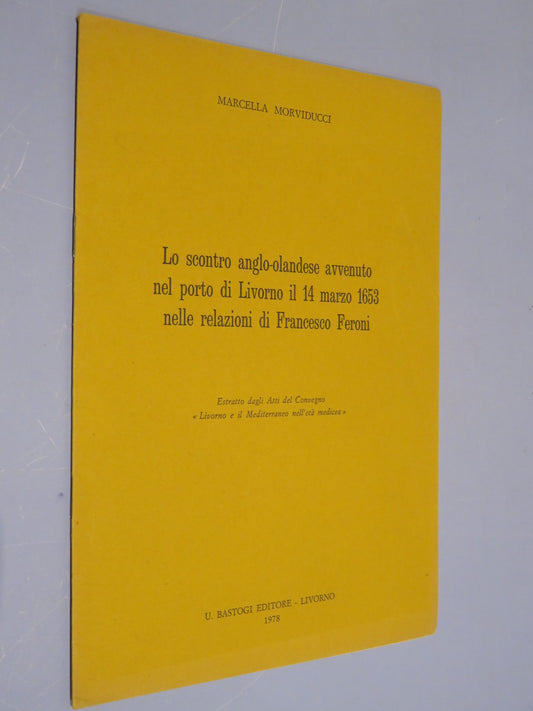 MARCELLA MORVIDUCCI
Lo scontro anglo-olandese avvenuto
nel porto di Livorno il 14 marzo 1653
nelle relazioni di Francesco Feroni
Estratto dagli Atti del Convegno
« Livorno e il Mediterraneo nell'età medicea »
U. BASTOGI EDITORE - LIVORNO
1978